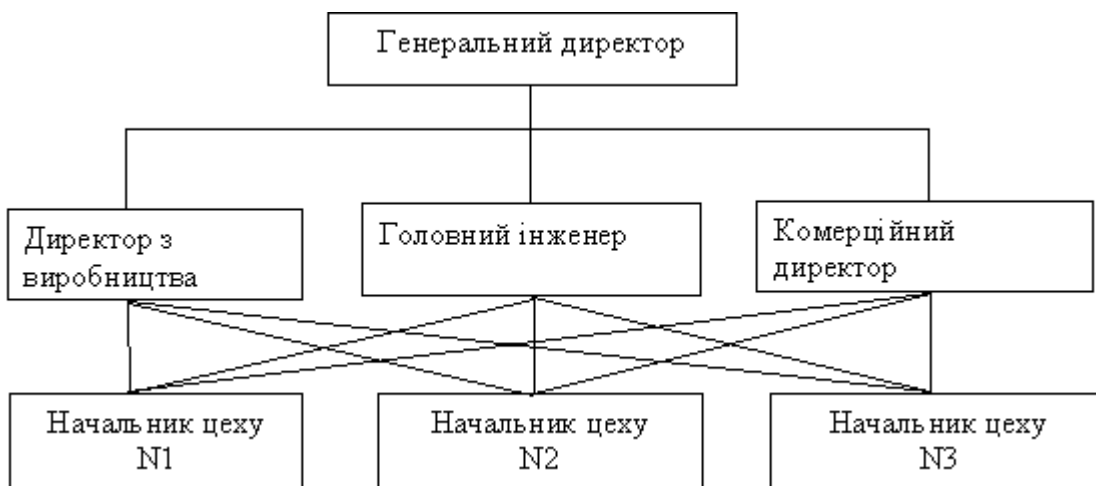 Генеральний директор
Директор з
виробництва
Головний інженер
Комерційний
директор
Начальник цеху
N1
Начальник цеху
N2
Начальник цеху
N3